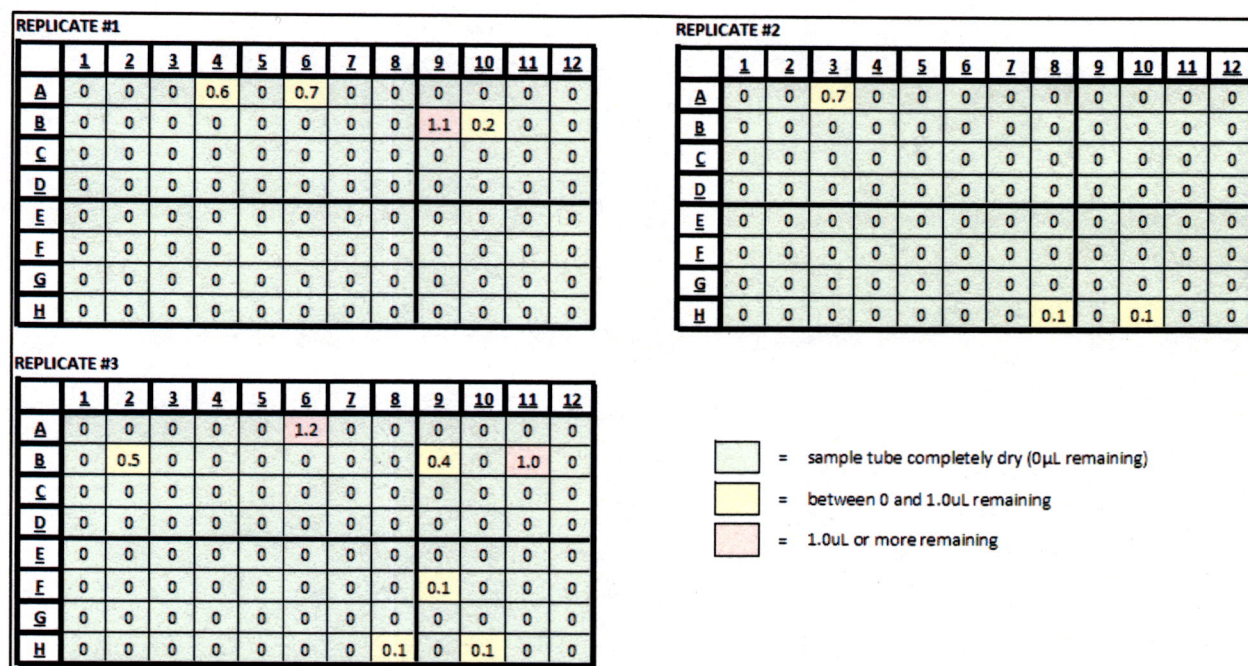 REPLICATE #1
1 2 3 4 5 6 7 8 9 10 11 12
A 0 0 0 0.6 0 0.7 0 0 0 0 0 0
B 0 0 0 0 0 0 0 0 1.1 0.2 0 0
C 0 0 0 0 0 0 0 0 0 0 0 0
D 0 0 0 0 0 0 0 0 0 0 0 0
E 0 0 0 0 0 0 0 0 0 0 0 0
F 0 0 0 0 0 0 0 0 0 0 0 0
G 0 0 0 0 0 0 0 0 0 0 0 0
H 0 0 0 0 0 0 0 0 0 0 0 0
REPLICATE #2
1 2 3 4 5 6 7 8 9 10 11 12
A 0 0 0.7 0 0 0 0 0 0 0 0 0
B 0 0 0 0 0 0 0 0 0 0 0 0
C 0 0 0 0 0 0 0 0 0 0 0 0
D 0 0 0 0 0 0 0 0 0 0 0 0
E 0 0 0 0 0 0 0 0 0 0 0 0
F 0 0 0 0 0 0 0 0 0 0 0 0
G 0 0 0 0 0 0 0 0 0 0 0 0
H 0 0 0 0 0 0 0 0.1 0 0.1 0 0
REPLICATE #3
1 2 3 4 5 6 7 8 9 10 11 12
A 0 0 0 0 0 1.2 0 0 0 0 0 0
B 0 0.5 0 0 0 0 0 0.4 0 1.0 0
C 0 0 0 0 0 0 0 0 0 0 0 0
D 0 0 0 0 0 0 0 0 0 0 0 0
E 0 0 0 0 0 0 0 0 0 0 0 0
F 0 0 0 0 0 0 0 0 0.1 0 0 0
G 0 0 0 0 0 0 0 0 0 0 0 0
H 0 0 0 0 0 0 0 0.1 0 0.1 0 0
= sample tube completely dry (0µL remaining)
= between 0 and 1.0uL remaining
= 1.0uL or more remaining